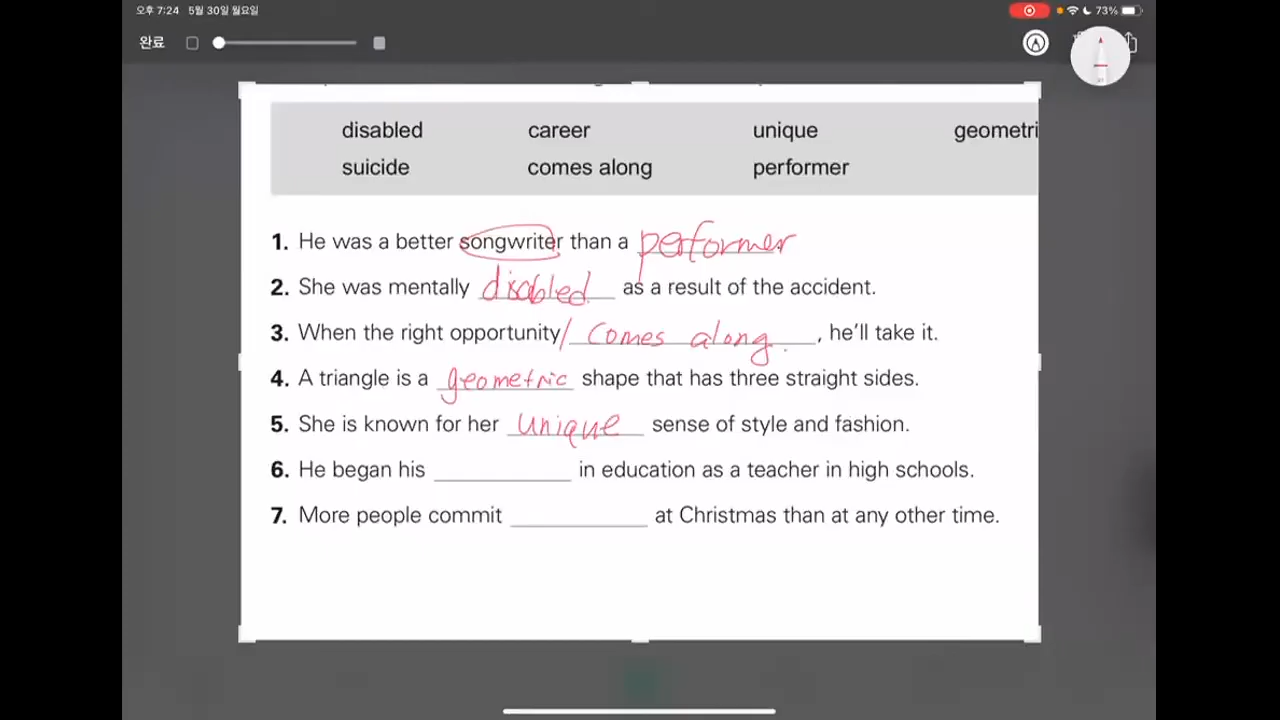 오후 7:24 5월 30일 월요일
73%
완료
disabled career unique geometri
suicide comes along performer
1. He was a better songwriter than a performer
2. She was mentally disabled as a result of the accident.
3. When the right opportunity / comes along, he'll take it.
4. A triangle is a geometric shape that has three straight sides.
5. She is known for her unique sense of style and fashion.
6. He began his ____________ in education as a teacher in high schools.
7. More people commit ____________ at Christmas than at any other time.